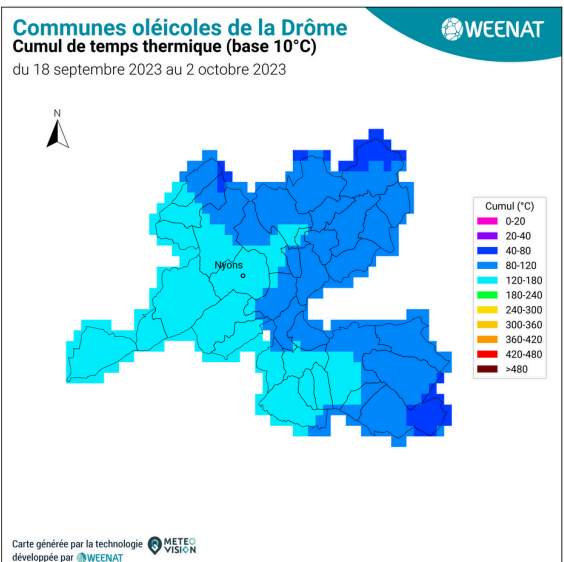 Communes oléicoles de la Drôme
Cumul de temps thermique (base 10°C)
du 18 septembre 2023 au 2 octobre 2023
WEENAT
N
Nyons
Cumul (°C)
0-20
20-40
40-80
80-120
120-180
180-240
240-300
300-360
360-420
420-480
>480
Carte générée par la technologie METEO VISION
développée par WEENAT